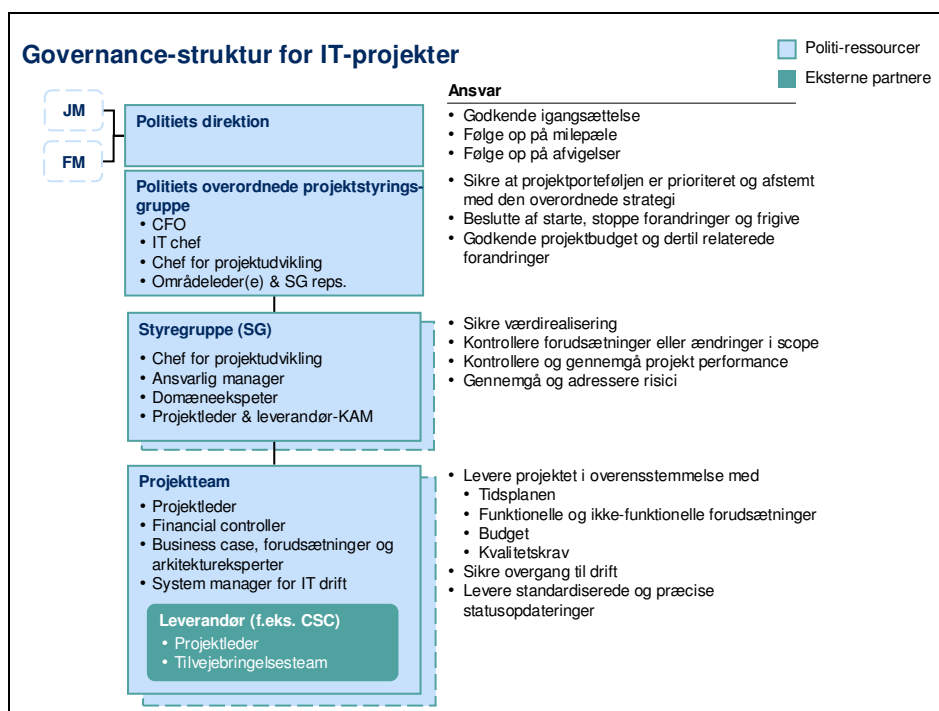 Governance-struktur for IT-projekter
Politi-ressourcer
Eksterne partnere
JM
FM
Politiets direktion
Ansvar
• Godkende igangsættelse
• Følge op på milepæle
• Følge op på afvigelser
Politiets overordnede projektstyrings-
gruppe
• CFO
• IT chef
• Chef for projektudvikling
• Områdeleder(e) & SG reps.
• Sikre at projektporteføljen er prioriteret og afstemt
med den overordnede strategi
• Beslutte af starte, stoppe forandringer og frigive
• Godkende projektbudget og dertil relaterede
forandringer
Styregruppe (SG)
• Chef for projektudvikling
• Ansvarlig manager
• Domæneekspeter
• Projektleder & leverandør-KAM
• Sikre værdirealisering
• Kontrollere forudsætninger eller ændringer i scope
• Kontrollere og gennemgå projekt performance
• Gennemgå og adressere risici
Projektteam
• Projektleder
• Financial controller
• Business case, forudsætninger og
arkitektureksperter
• System manager for IT drift
Leverandør (f.eks. CSC)
• Projektleder
• Tilvejebringelsesteam
• Levere projektet i overensstemmelse med
• Tidsplanen
• Funktionelle og ikke-funktionelle forudsætninger
• Budget
• Kvalitetskrav
• Sikre overgang til drift
• Levere standardiserede og præcise
statusopdateringer